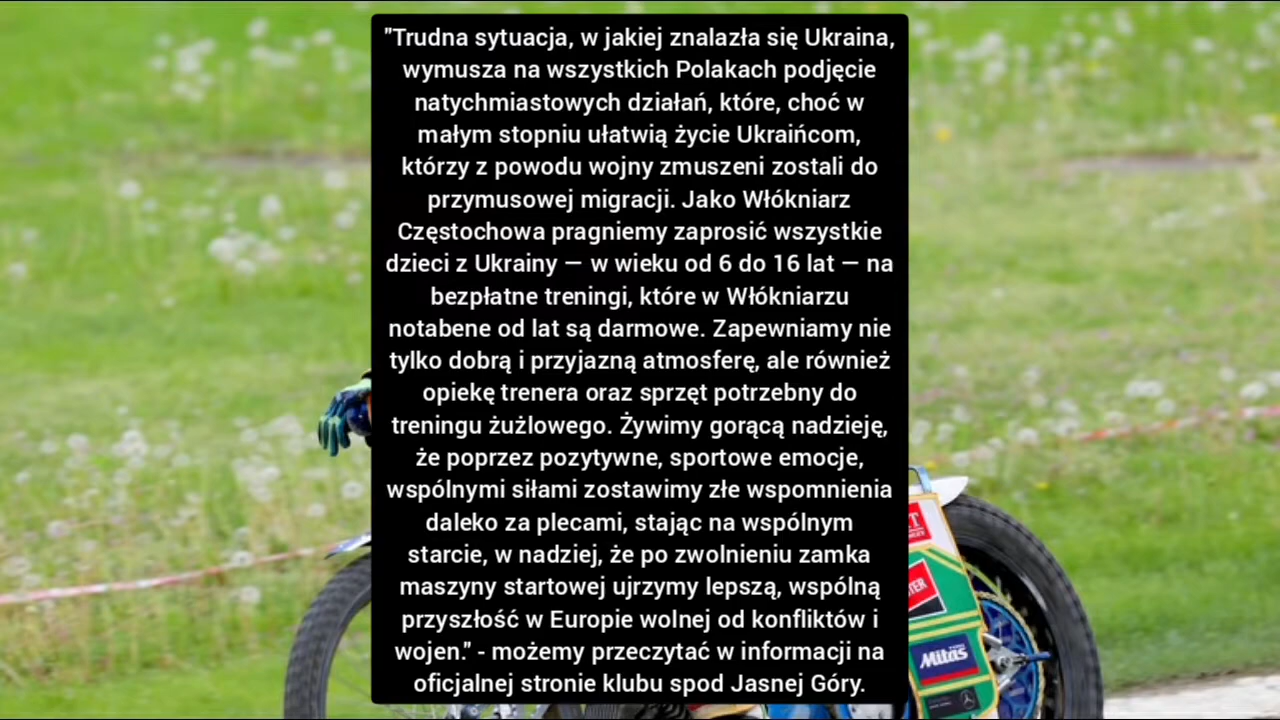 "Trudna sytuacja, w jakiej znalazła się Ukraina,
wymusza na wszystkich Polakach podjęcie
natychmiastowych działań, które, choć w
małym stopniu ułatwią życie Ukraińcom,
którzy z powodu wojny zmuszeni zostali do
przymusowej migracji. Jako Włókniarz
Częstochowa pragniemy zaprosić wszystkie
dzieci z Ukrainy — w wieku od 6 do 16 lat — na
bezpłatne treningi, które w Włókniarzu
notabene od lat są darmowe. Zapewniamy nie
tylko dobrą i przyjazną atmosferę, ale również
opiekę trenera oraz sprzęt potrzebny do
treningu żużlowego. Żywimy gorącą nadzieję,
że poprzez pozytywne, sportowe emocje,
wspólnymi siłami zostawimy złe wspomnienia
daleko za plecami, stając na wspólnym
starcie, w nadziej, że po zwolnieniu zamka
maszyny startowej ujrzymy lepszą, wspólną
przyszłość w Europie wolnej od konfliktów i
wojen." - możemy przeczytać w informacji na
oficjalnej stronie klubu spod Jasnej Góry.
Mitas